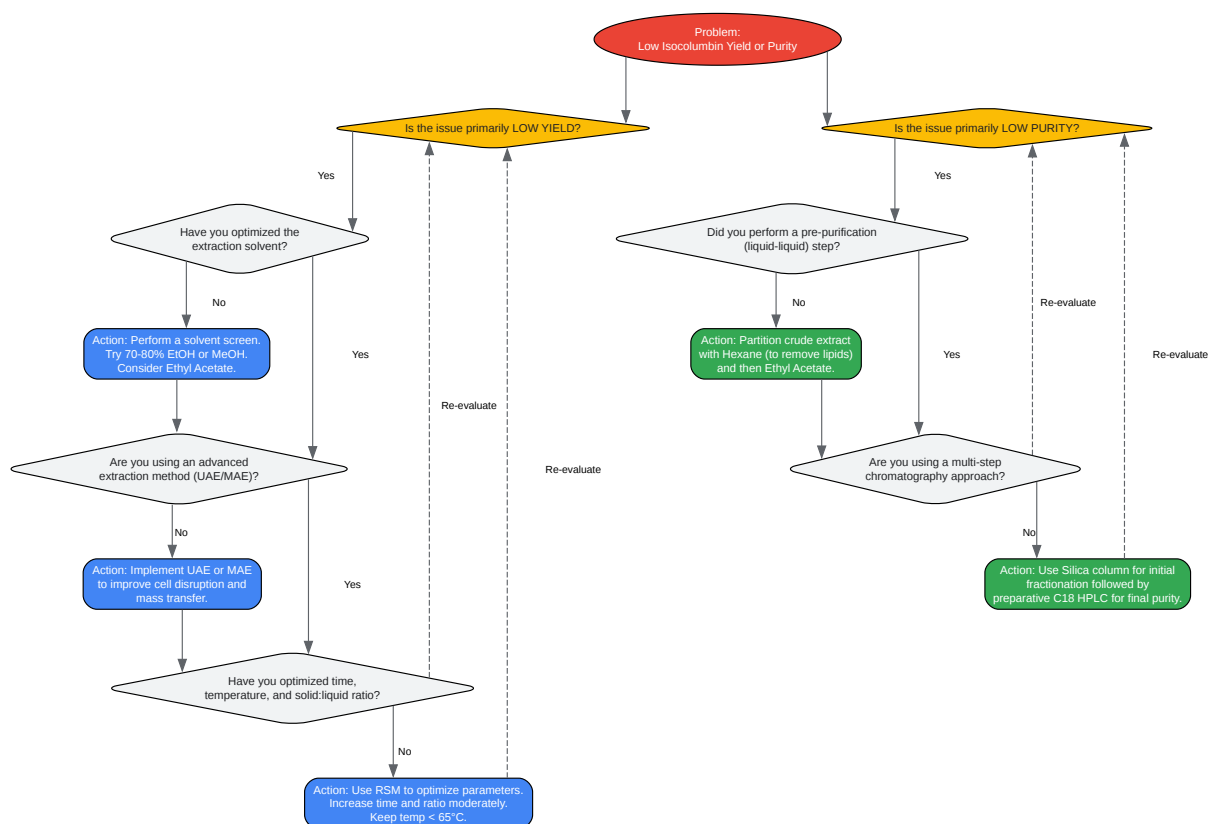 Problem:
Low Isocolumbin Yield or Purity
Is the issue primarily LOW YIELD?
Is the issue primarily LOW PURITY?
Yes
Yes
Have you optimized the
extraction solvent?
Did you perform a pre-purification
(liquid-liquid) step?
No
No
Re-evaluate
Action: Perform a solvent screen.
Try 70-80% EtOH or MeOH.
Consider Ethyl Acetate.
Yes
Action: Partition crude extract
with Hexane (to remove lipids)
and then Ethyl Acetate.
Yes
Re-evaluate
Re-evaluate
Are you using an advanced
extraction method (UAE/MAE)?
Re-evaluate
Are you using a multi-step
chromatography approach?
No
No
Action: Implement UAE or MAE
to improve cell disruption and
mass transfer.
Yes
Action: Use Silica column for initial
fractionation followed by
preparative C18 HPLC for final purity.
Have you optimized time,
temperature, and solid:liquid ratio?
No
Action: Use RSM to optimize parameters.
Increase time and ratio moderately.
Keep temp < 65°C.